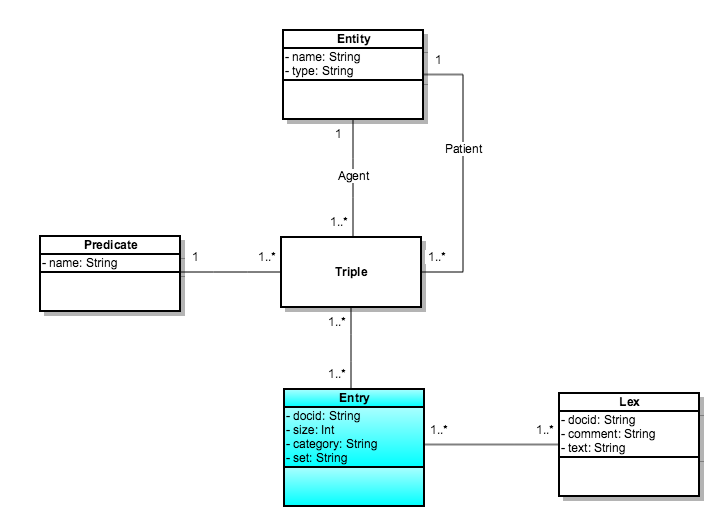 Entity
- name: String
- type: String
1
1
Patient
Agent
1..*
Predicate
- name: String
1
1..*
Triple
1..*
1..*
1..*
Entry
- docid: String
- size: Int
- category: String
- set: String
1..*
1..*
Lex
- docid: String
- comment: String
- text: String